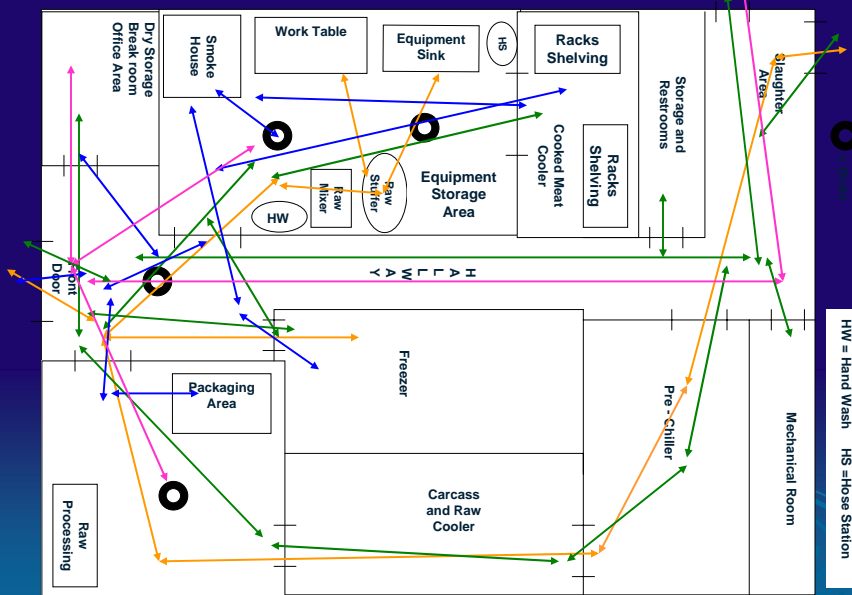 Dry Storage
Break room
Office Area
Smoke
House
Work Table
Equipment
Sink
HS
Racks
Shelving
Storage and
Restrooms
Slaughter
Area
Cooked Meat
Cooler
Racks
Shelving
Equipment
Storage
Area
Raw
Stuffer
Raw
Mixer
HW
HALLWAY
Front
Door
Freezer
Packaging
Area
Pre - Chiller
Mechanical Room
Carcass
and Raw
Cooler
Raw
Processing
HW = Hand Wash HS =Hose Station